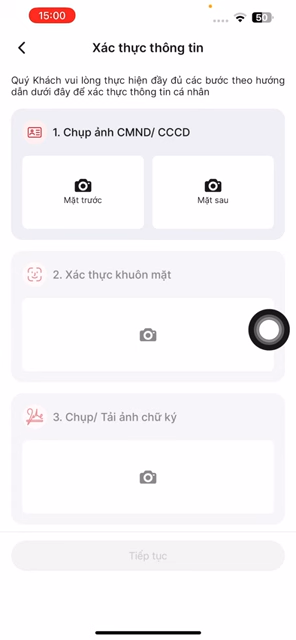 15:00
50
Xác thực thông tin
Quý Khách vui lòng thực hiện đầy đủ các bước theo hướng
dẫn dưới đây để xác thực thông tin cá nhân
1. Chụp ảnh CMND/ CCCD
Mặt trước
Mặt sau
2. Xác thực khuôn mặt
3. Chụp/ Tải ảnh chữ ký
Tiếp tục